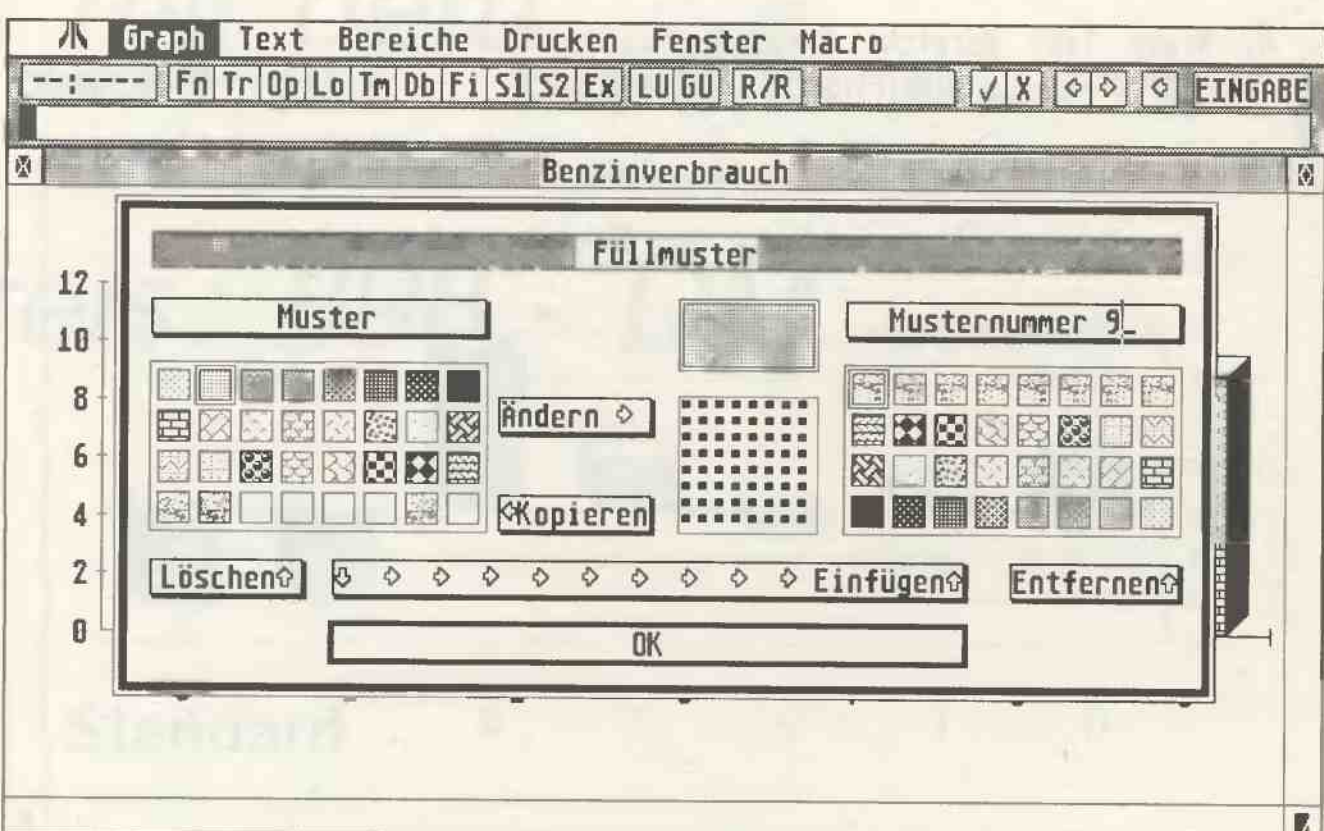 Graph Text Bereiche Drucken Fenster Macro
--:---- Fn Tr Op Lo Tm Db Fi S1 S2 Ex LU GU R/R EINGABE
Benzinverbrauch
Füllmuster
Muster
Musternummer 9_
12
10
8
6
4
2
0
Ändern
Kopieren
Löschen
Einfügen
Entfernen
OK
Standard